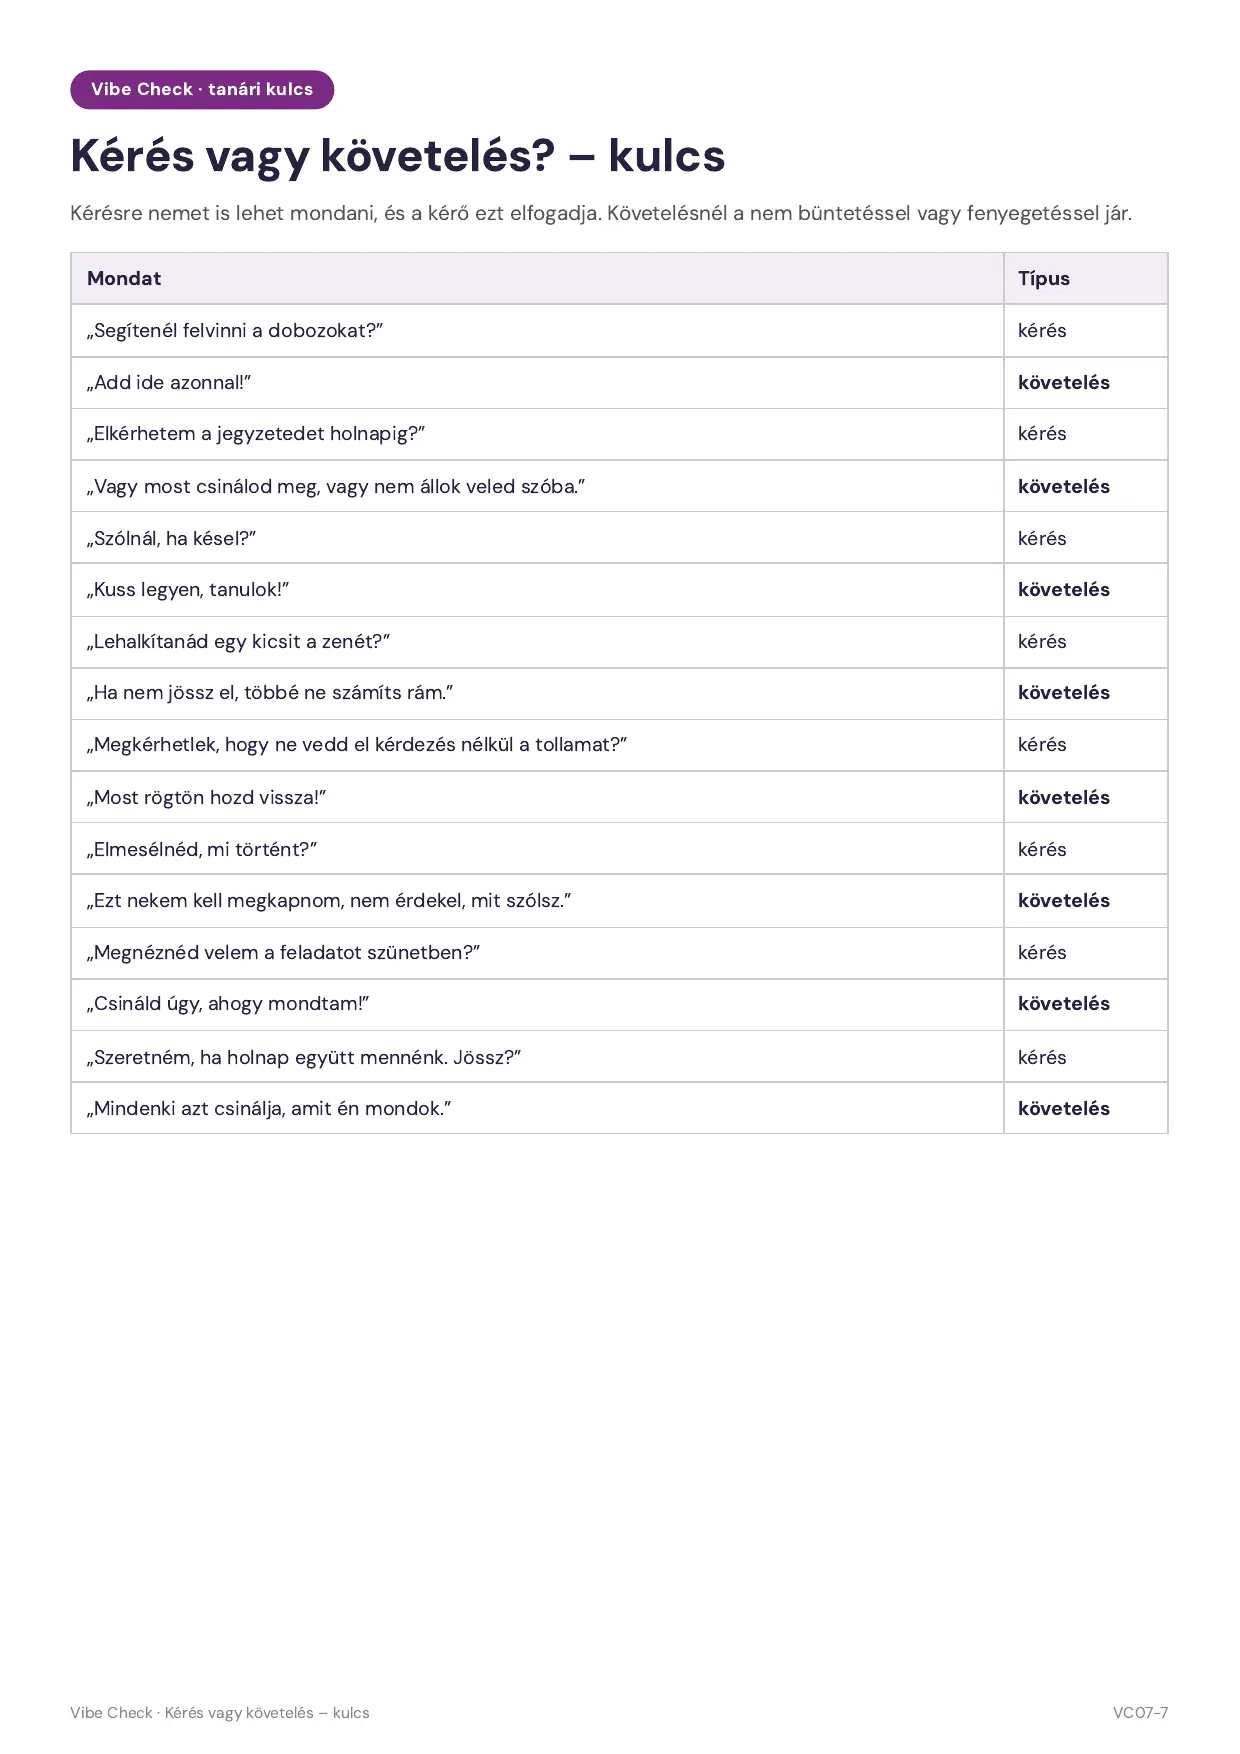 Vibe Check · tanári kulcs
Kérés vagy követelés? – kulcs
Kérésre nemet is lehet mondani, és a kérő ezt elfogadja. Követelésnél a nem büntetéssel vagy fenyegetéssel jár.
Mondat Típus
„Segítenél felvinni a dobozokat?” kérés
„Add ide azonnal!” követelés
„Elkérhetem a jegyzetedet holnapig?” kérés
„Vagy most csinálod meg, vagy nem állok veled szóba.” követelés
„Szólnál, ha késel?” kérés
„Kuss legyen, tanulok!” követelés
„Lehalkítanád egy kicsit a zenét?” kérés
„Ha nem jössz el, többé ne számíts rám.” követelés
„Megkérhetlek, hogy ne vedd el kérdezés nélkül a tollamat?” kérés
„Most rögtön hozd vissza!” követelés
„Elmesélnéd, mi történt?” kérés
„Ezt nekem kell megkapnom, nem érdekel, mit szólsz.” követelés
„Megnéznéd velem a feladatot szünetben?” kérés
„Csináld úgy, ahogy mondtam!” követelés
„Szeretném, ha holnap együtt mennénk. Jössz?” kérés
„Mindenki azt csinálja, amit én mondok.” követelés
Vibe Check · Kérés vagy követelés – kulcs VC07-7